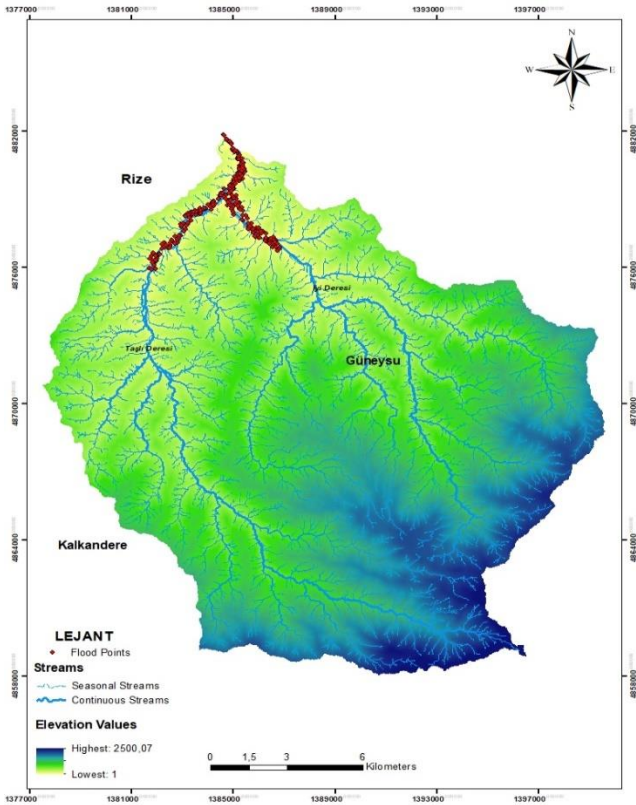 1377000 1381000 1385000 1389000 1393000 1397000
N
W E
S
4882000 4882000
Rize
4876000 4876000
Taşlı Deresi
Güneysu
4870000 4870000
Kalkandere
4864000 4864000
LEJANT
Flood Points
Streams
Seasonal Streams
Continuous Streams
4858000 4858000
Elevation Values
Highest: 2500,07
Lowest: 1
0 1,5 3 6
Kilometers
1377000 1381000 1385000 1389000 1393000 1397000